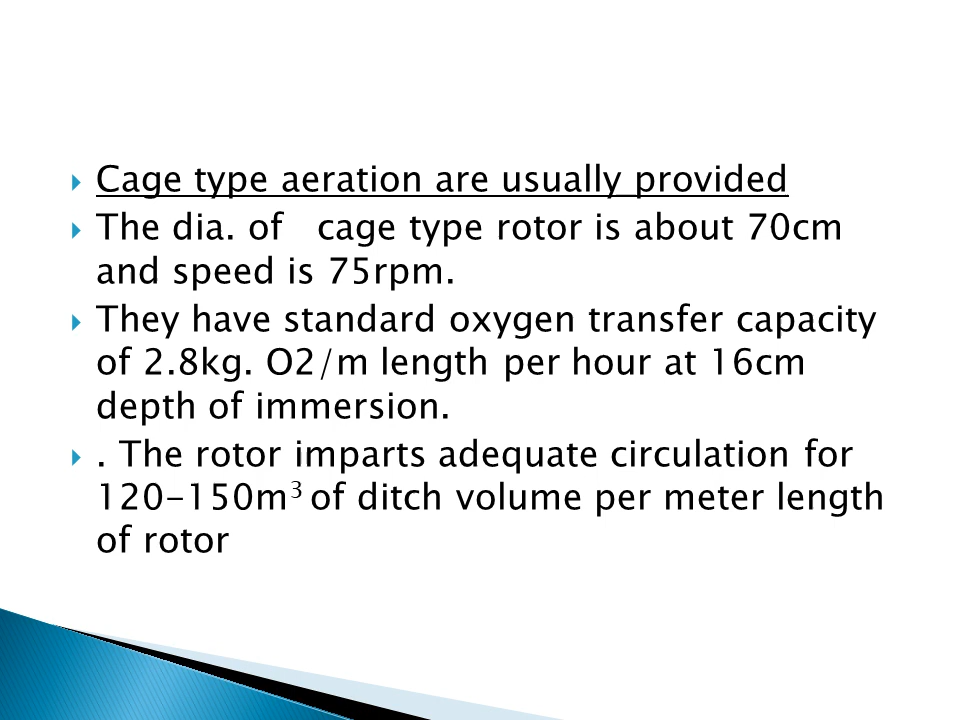 Cage type aeration are usually provided
The dia. of   cage type rotor is about 70cm
and speed is 75rpm.
They have standard oxygen transfer capacity
of 2.8kg. O2/m length per hour at 16cm
depth of immersion.
. The rotor imparts adequate circulation for
120-150m³ of ditch volume per meter length
of rotor